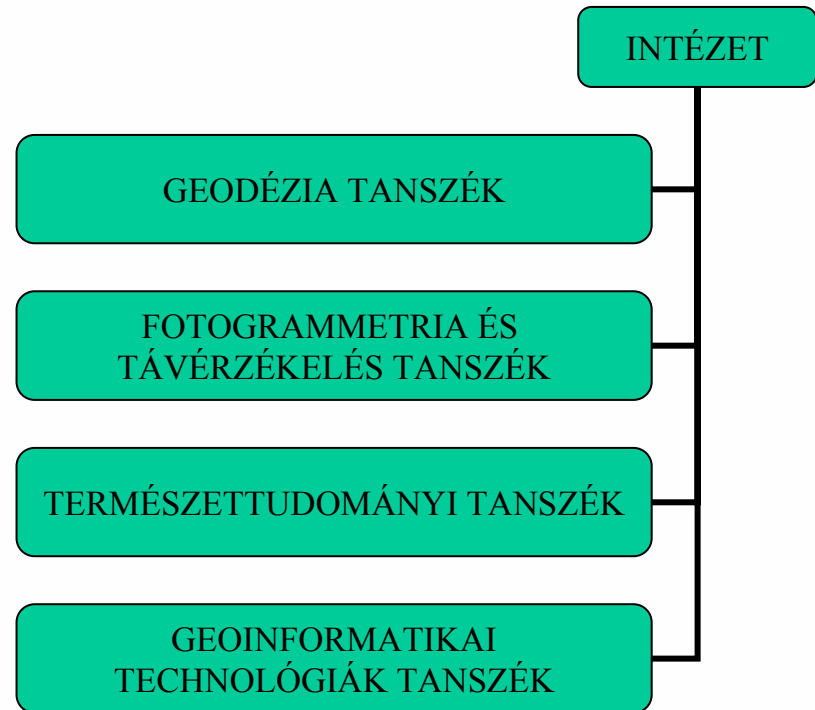 INTÉZET
GEODÉZIA TANSZÉK
FOTOGRAMMETRIA ÉS
TÁVÉRZÉKELÉS TANSZÉK
TERMÉSZETTUDOMÁNYI TANSZÉK
GEOINFORMATIKAI
TECHNOLÓGIÁK TANSZÉK